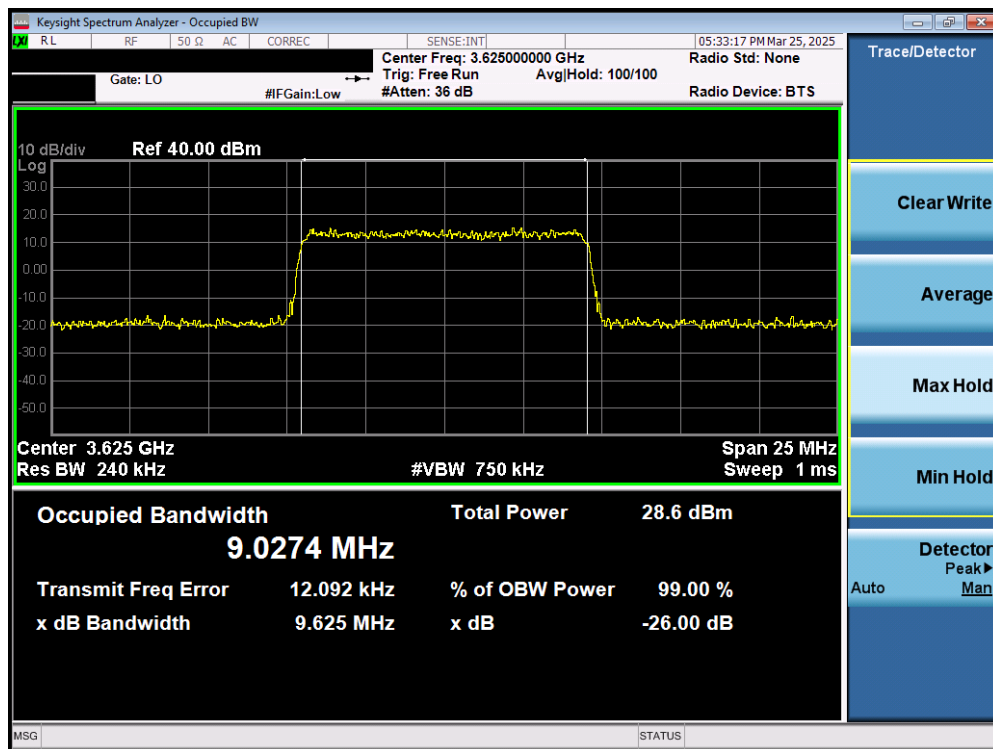 Keysight Spectrum Analyzer - Occupied BW
LXI RL RF 50 Ω AC CORREC SENSE:INT 05:33:17 PM Mar 25, 2025
Center Freq: 3.625000000 GHz Radio Std: None
Gate: LO Trig: Free Run Avg|Hold: 100/100
#IFGain:Low #Atten: 36 dB Radio Device: BTS
10 dB/div Ref 40.00 dBm
Log
30.0
20.0
10.0
0.00
-10.0
-20.0
-30.0
-40.0
-50.0
Center 3.625 GHz Span 25 MHz
Res BW 240 kHz #VBW 750 kHz Sweep 1 ms
Occupied Bandwidth Total Power 28.6 dBm
9.0274 MHz
Transmit Freq Error 12.092 kHz % of OBW Power 99.00 %
x dB Bandwidth 9.625 MHz x dB -26.00 dB
MSG STATUS
Trace/Detector
Clear Write
Average
Max Hold
Min Hold
Detector
Peak▶
Auto Man